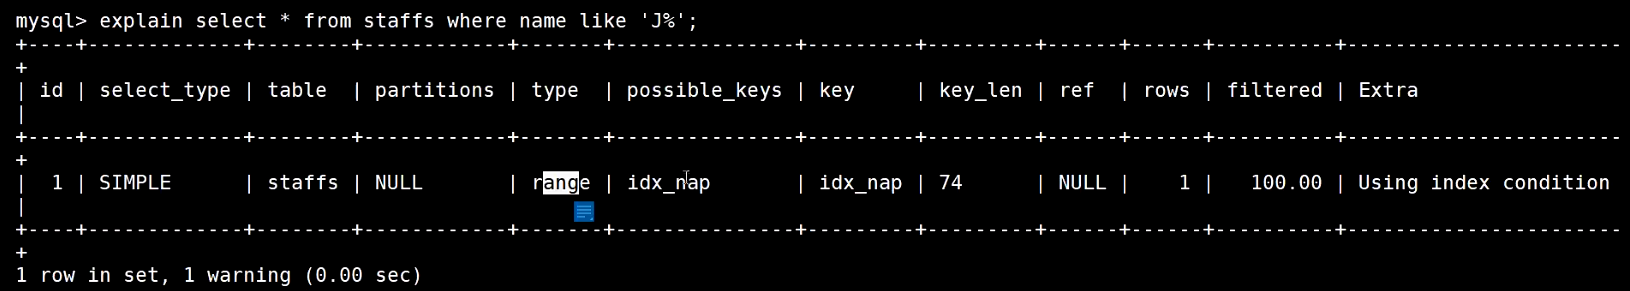 mysql> explain select * from staffs where name like 'J%';
+----+-------------+--------+------------+-------+---------------+---------+---------+------+------+----------+-----------------------
+
| id | select_type | table  | partitions | type  | possible_keys | key     | key_len | ref  | rows | filtered | Extra
|
+----+-------------+--------+------------+-------+---------------+---------+---------+------+------+----------+-----------------------
+
|  1 | SIMPLE      | staffs | NULL       | range | idx_nap       | idx_nap | 74      | NULL |    1 |   100.00 | Using index condition
|
+----+-------------+--------+------------+-------+---------------+---------+---------+------+------+----------+-----------------------
+
1 row in set, 1 warning (0.00 sec)